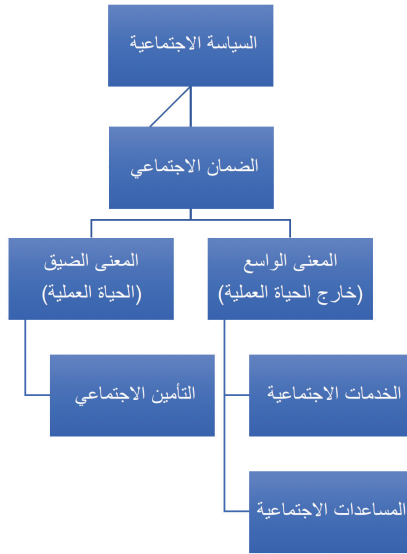 السياسة الاجتماعية
الضمان الاجتماعي
المعنى الواسع
(خارج الحياة العملية)
المعنى الضيق
(الحياة العملية)
الخدمات الاجتماعية
التأمين الاجتماعي
المساعدات الاجتماعية